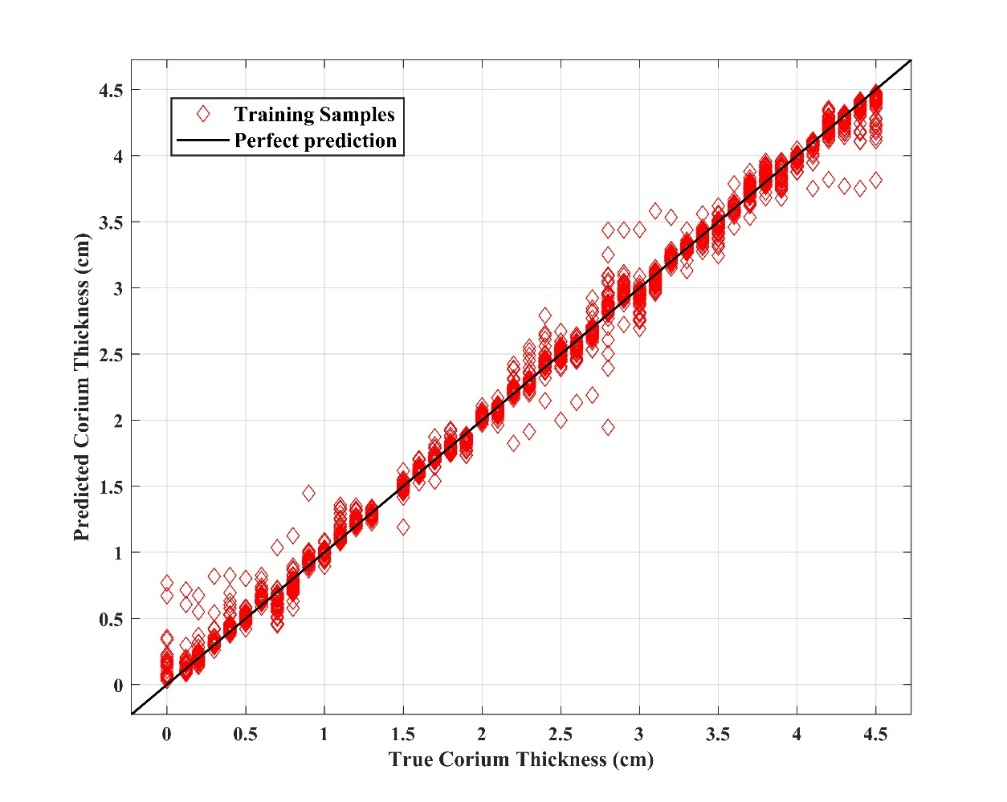 Training Samples
Perfect prediction
Predicted Corium Thickness (cm)
4.5
4
3.5
3
2.5
2
1.5
1
0.5
0
0 0.5 1 1.5 2 2.5 3 3.5 4 4.5
True Corium Thickness (cm)